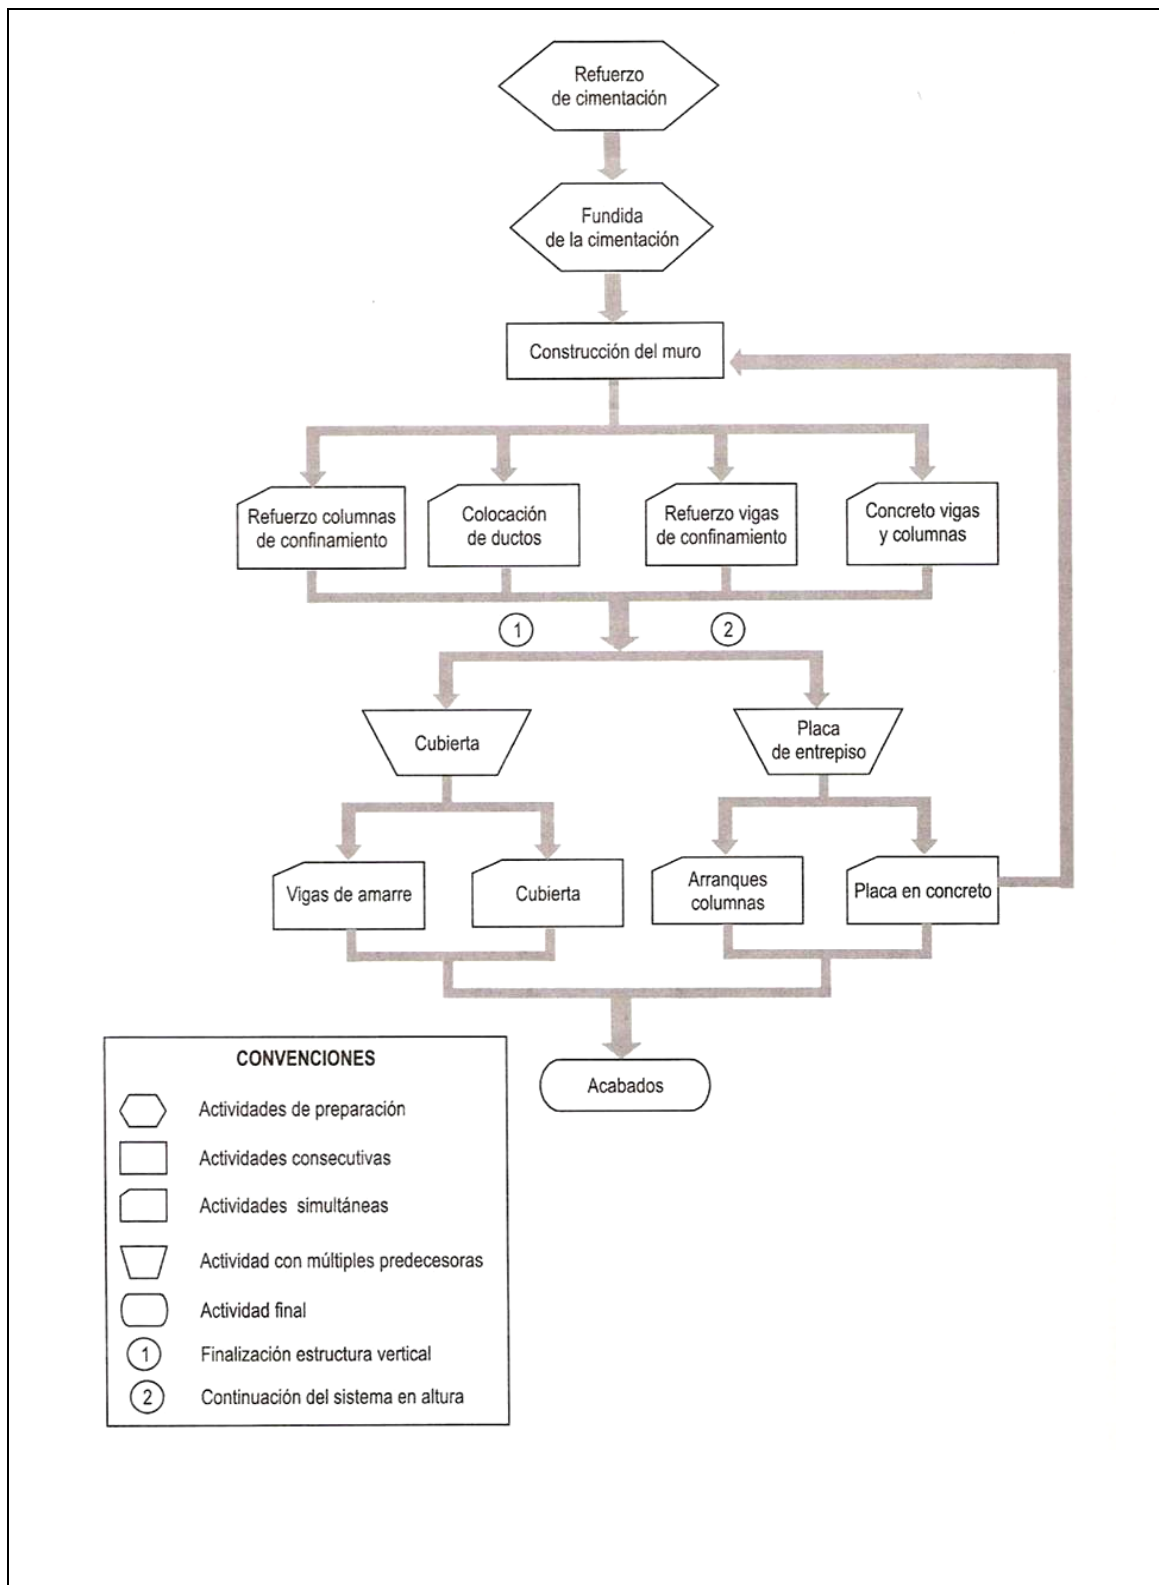 Refuerzo
de cimentación
Fundida
de la cimentación
Construcción del muro
Refuerzo columnas
de confinamiento
Colocación
de ductos
Refuerzo vigas
de confinamiento
Concreto vigas
y columnas
1
2
Cubierta
Placa
de entrepiso
Vigas de amarre
Cubierta
Arranques
columnas
Placa en concreto
Acabados
CONVENCIONES
Actividades de preparación
Actividades consecutivas
Actividades simultáneas
Actividad con múltiples predecesoras
Actividad final
1 Finalización estructura vertical
2 Continuación del sistema en altura